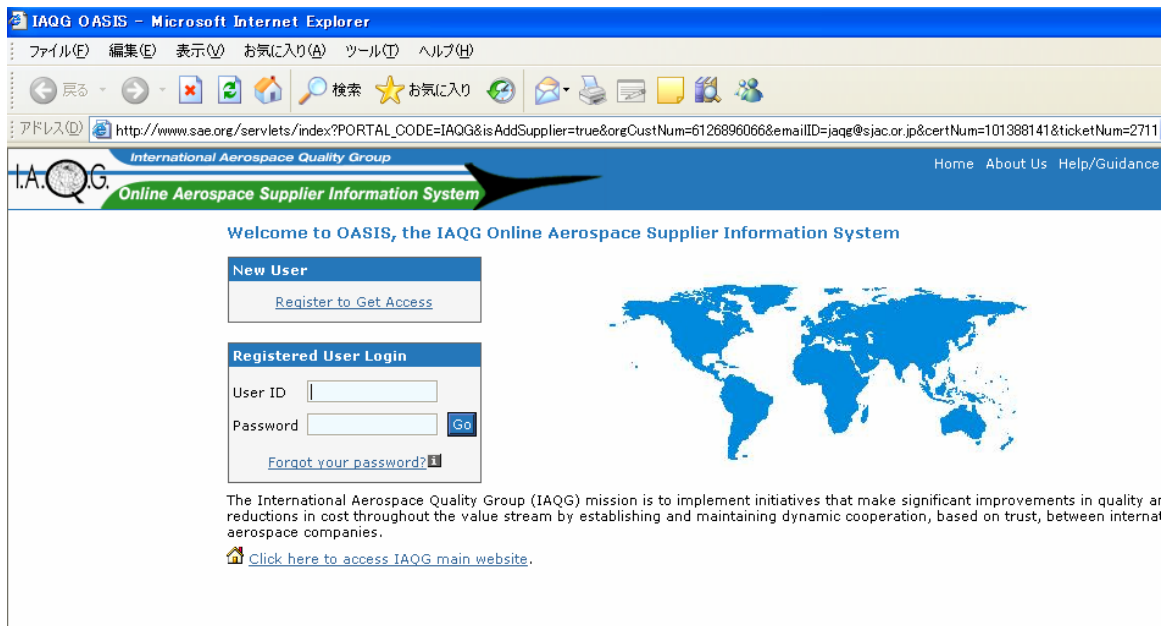 IAQG OASIS - Microsoft Internet Explorer
ファイル(F) 編集(E) 表示(V) お気に入り(A) ツール(T) ヘルプ(H)
戻る 検索 お気に入り
アドレス(D) http://www.sae.org/servlets/index?PORTAL_CODE=IAQG&isAddSupplier=true&orgCustNum=6126896066&emailID=jaqg@sjac.or.jp&certNum=101388141&ticketNum=2711
International Aerospace Quality Group
I.A.Q.G.
Home About Us Help/Guidance
Online Aerospace Supplier Information System
Welcome to OASIS, the IAQG Online Aerospace Supplier Information System
New User
Register to Get Access
Registered User Login
User ID
Password Go
Forgot your password? i
The International Aerospace Quality Group (IAQG) mission is to implement initiatives that make significant improvements in quality
reductions in cost throughout the value stream by establishing and maintaining dynamic cooperation, based on trust, between
aerospace companies.
Click here to access IAQG main website.